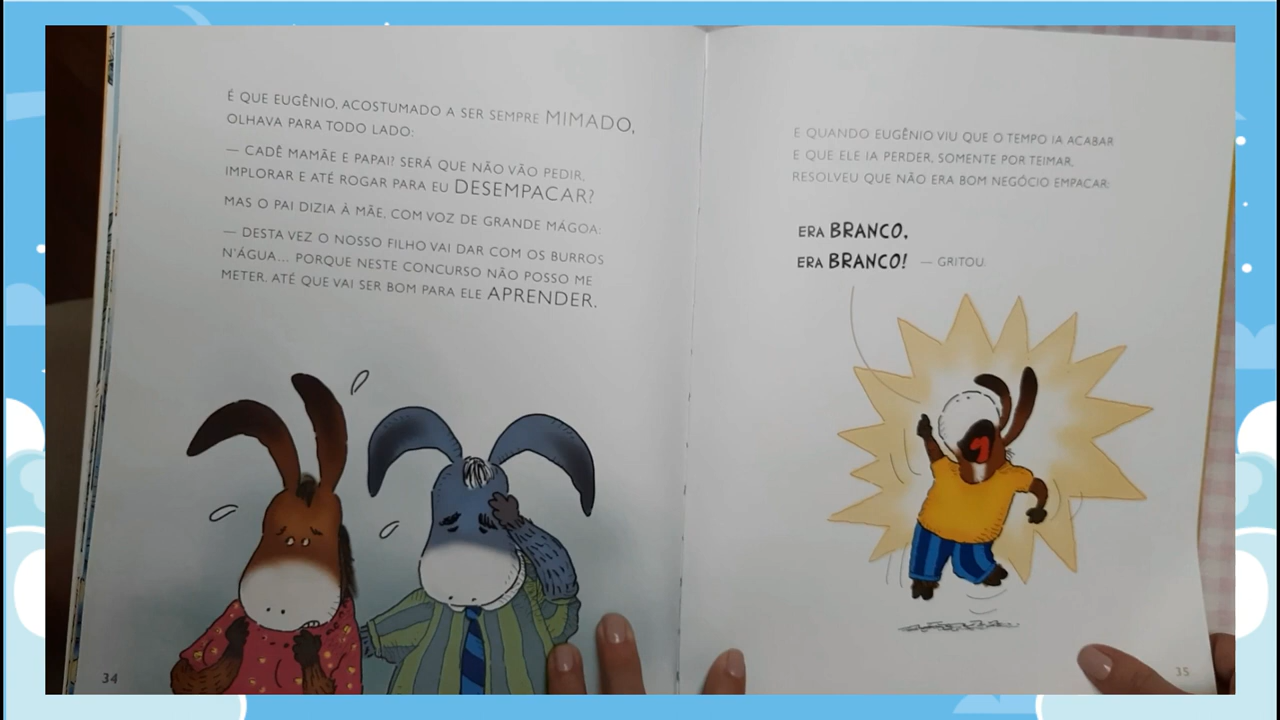 É QUE EUGÊNIO, ACOSTUMADO A SER SEMPRE MIMADO,
OLHAVA PARA TODO LADO:
— CADÊ MAMÃE E PAPAI? SERÁ QUE NÃO VÃO PEDIR,
IMPLORAR E ATÉ ROGAR PARA EU DESEMPACAR?
MAS O PAI DIZIA À MÃE, COM VOZ DE GRANDE MÁGOA:
— DESTA VEZ O NOSSO FILHO VAI DAR COM OS BURROS
N'ÁGUA... PORQUE NESTE CONCURSO NÃO POSSO ME
METER. ATÉ QUE VAI SER BOM PARA ELE APRENDER.
34
E QUANDO EUGÊNIO VIU QUE O TEMPO IA ACABAR
E QUE ELE IA PERDER, SOMENTE POR TEIMAR,
RESOLVEU QUE NÃO ERA BOM NEGÓCIO EMPACAR:
ERA BRANCO,
ERA BRANCO! — GRITOU.
35